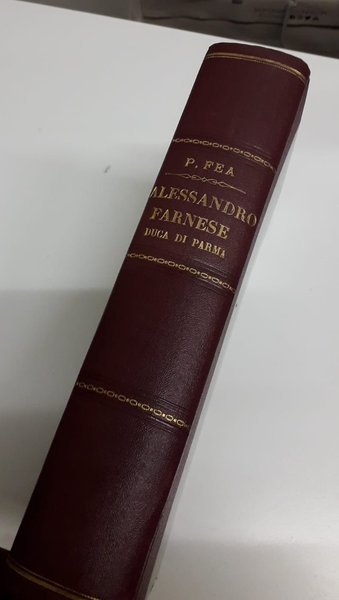 P. FEA
ALESSANDRO
FARNESE
DUCA DI PARMA